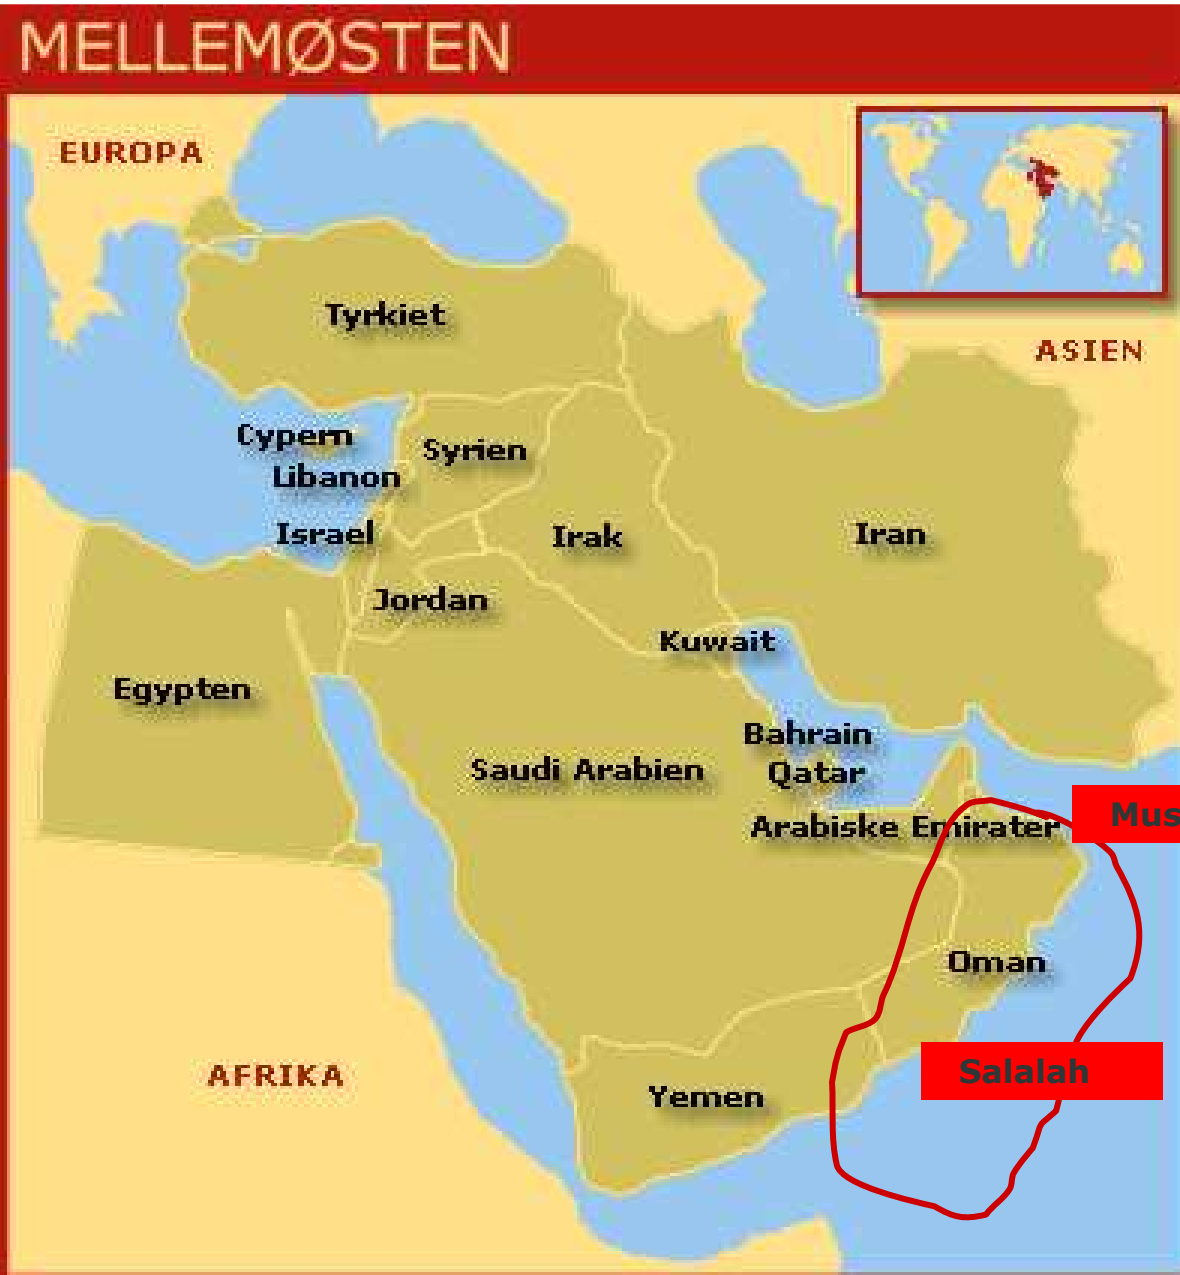 MELLEMØSTEN
EUROPA
Tyrkiet
ASIEN
Cypern
Syrien
Libanon
Israel
Irak
Iran
Jordan
Kuwait
Egypten
Bahrain
Saudi Arabien
Qatar
Mus
Arabiske Emirater
Oman
Salalah
AFRIKA
Yemen